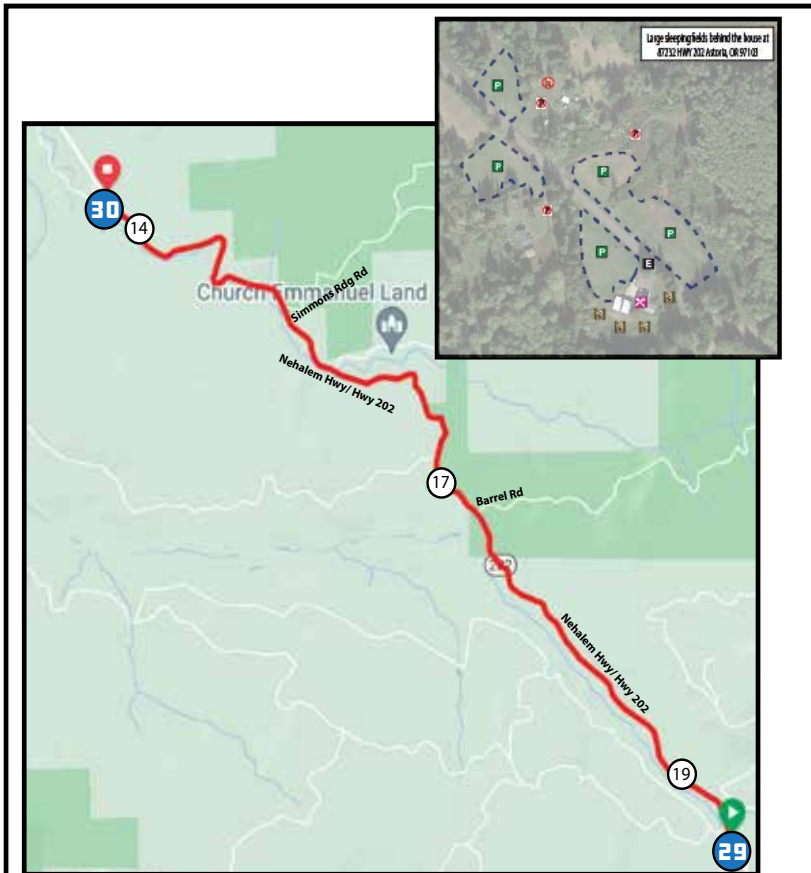 Large sleeping fields behind the house at
87232 HWY 202 Astoria, OR 97103
P
P
P
P
P
E
30
14
Simmons Rdg Rd
Church Emmanuel Land
Nehalem Hwy/ Hwy 202
17
Barrel Rd
Nehalem Hwy/ Hwy 202
19
29